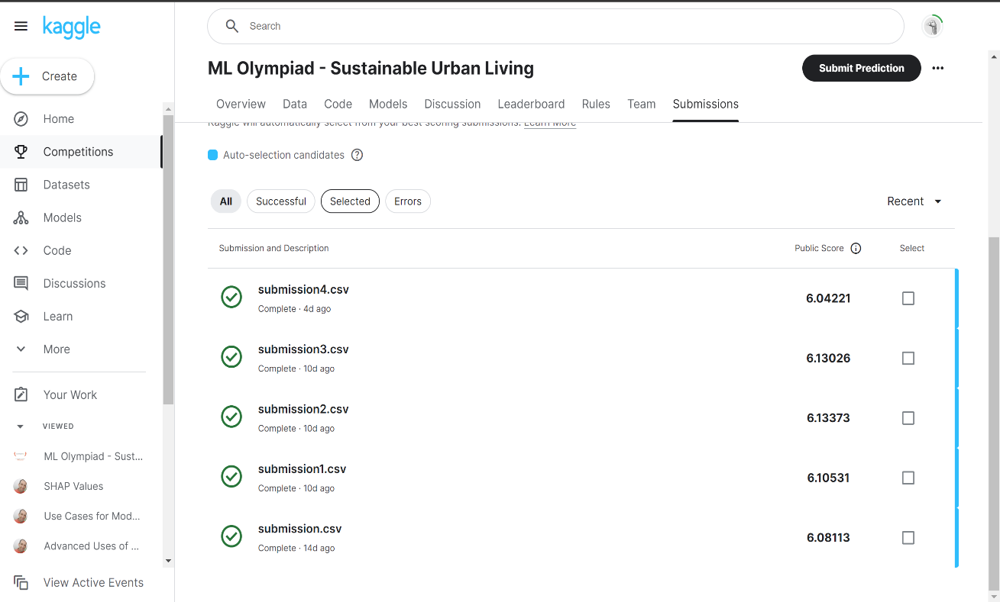 kaggle
Search
Create
Home
Competitions
Datasets
Models
Code
Discussions
Learn
More
Your Work
VIEWED
ML Olympiad - Sust...
SHAP Values
Use Cases for Mod...
Advanced Uses of ...
View Active Events
ML Olympiad - Sustainable Urban Living
Submit Prediction
Overview Data Code Models Discussion Leaderboard Rules Team Submissions
Kaggle will automatically select from your best scoring submissions. Learn More
Auto-selection candidates
All Successful Selected Errors
Recent
Submission and Description Public Score Select
submission4.csv
Complete · 4d ago
6.04221
submission3.csv
Complete · 10d ago
6.13026
submission2.csv
Complete · 10d ago
6.13373
submission1.csv
Complete · 10d ago
6.10531
submission.csv
Complete · 14d ago
6.08113